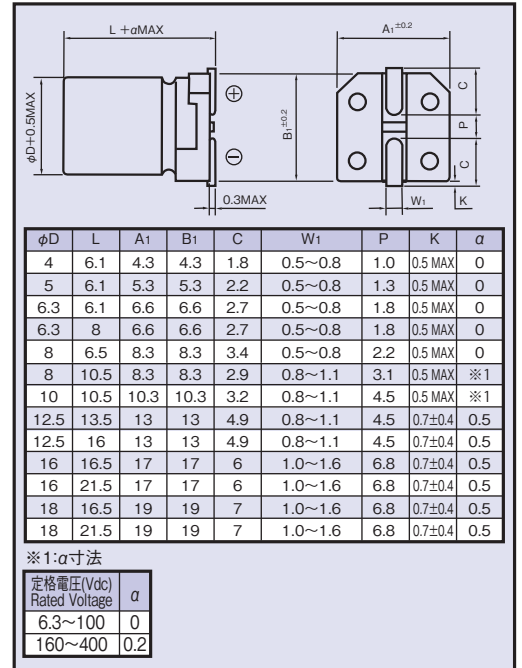 L +αMAX
A1±0.2
φD+0.5MAX
B1±0.2
C
P
C
0.3MAX
W1
K
φD L A1 B1 C W1 P K α
4 6.1 4.3 4.3 1.8 0.5～0.8 1.0 0.5 MAX 0
5 6.1 5.3 5.3 2.2 0.5～0.8 1.3 0.5 MAX 0
6.3 6.1 6.6 6.6 2.7 0.5～0.8 1.8 0.5 MAX 0
6.3 8 6.6 6.6 2.7 0.5～0.8 1.8 0.5 MAX 0
8 6.5 8.3 8.3 3.4 0.5～0.8 2.2 0.5 MAX 0
8 10.5 8.3 8.3 2.9 0.8～1.1 3.1 0.5 MAX ※1
10 10.5 10.3 10.3 3.2 0.8～1.1 4.5 0.5 MAX ※1
12.5 13.5 13 13 4.9 0.8～1.1 4.5 0.7±0.4 0.5
12.5 16 13 13 4.9 0.8～1.1 4.5 0.7±0.4 0.5
16 16.5 17 17 6 1.0～1.6 6.8 0.7±0.4 0.5
16 21.5 17 17 6 1.0～1.6 6.8 0.7±0.4 0.5
18 16.5 19 19 7 1.0～1.6 6.8 0.7±0.4 0.5
18 21.5 19 19 7 1.0～1.6 6.8 0.7±0.4 0.5
※1:α寸法
定格電圧(Vdc)
Rated Voltage α
6.3～100 0
160～400 0.2